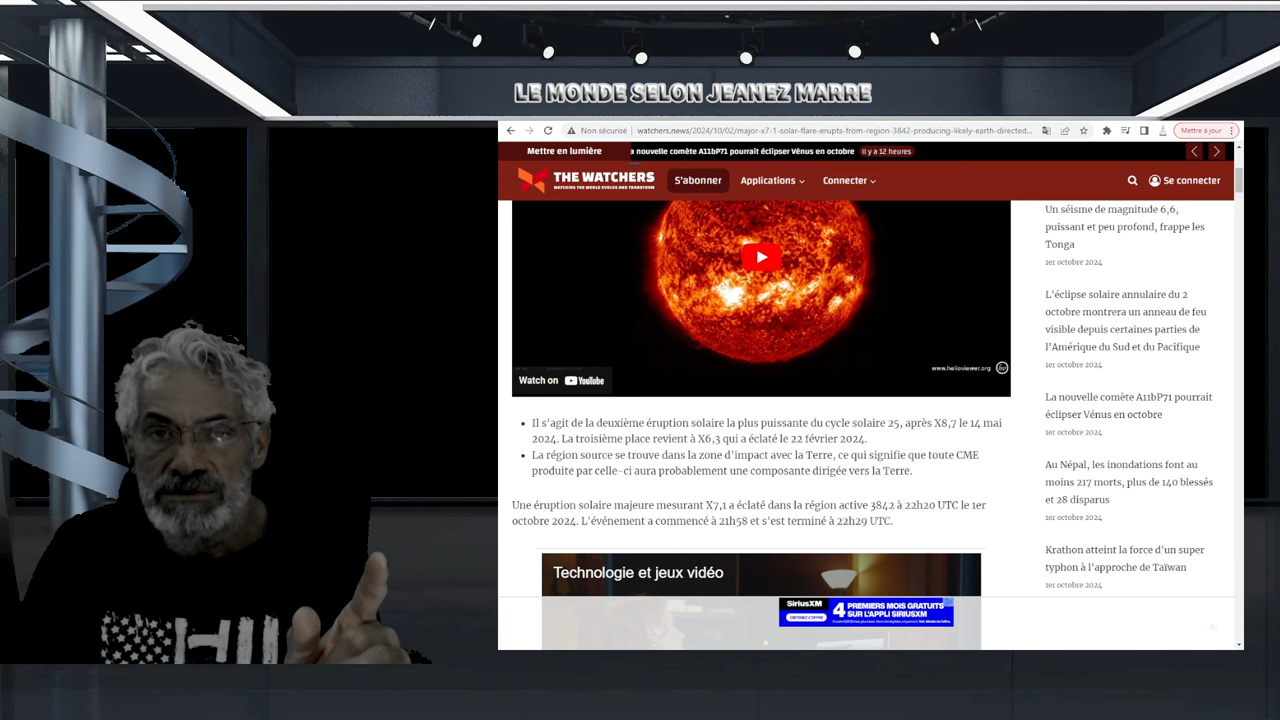 LE MONDE SELON JEANEZ MARRE
Non sécurisé watchers.news/2024/10/02/major-x7-1-solar-flare-erupts-from-region-3842-producing-likely-earth-directed... Mettre à jour
Mettre en lumière a nouvelle comète A11bP71 pourrait éclipser Vénus en octobre Il y a 12 heures
THE WATCHERS
WATCHING THE WORLD EVOLVE AND TRANSFORM
S'abonner Applications Connecter Se connecter
www.helioviewer.org
Watch on YouTube
Il s'agit de la deuxième éruption solaire la plus puissante du cycle solaire 25, après X8,7 le 14 mai
2024. La troisième place revient à X6,3 qui a éclaté le 22 février 2024.
La région source se trouve dans la zone d'impact avec la Terre, ce qui signifie que toute CME
produite par celle-ci aura probablement une composante dirigée vers la Terre.
Une éruption solaire majeure mesurant X7,1 a éclaté dans la région active 3842 à 22h20 UTC le 1er
octobre 2024. L'événement a commencé à 21h58 et s'est terminé à 22h29 UTC.
Technologie et jeux vidéo
SiriusXM
OBTENEZ L'OFFRE
4 PREMIERS MOIS GRATUITS
SUR L'APPLI SIRIUSXM
Un séisme de magnitude 6,6,
puissant et peu profond, frappe les
Tonga
1er octobre 2024
L'éclipse solaire annulaire du 2
octobre montrera un anneau de feu
visible depuis certaines parties de
l'Amérique du Sud et du Pacifique
1er octobre 2024
La nouvelle comète A11bP71 pourrait
éclipser Vénus en octobre
1er octobre 2024
Au Népal, les inondations font au
moins 217 morts, plus de 140 blessés
et 28 disparus
1er octobre 2024
Krathon atteint la force d'un super
typhon à l'approche de Taïwan
1er octobre 2024